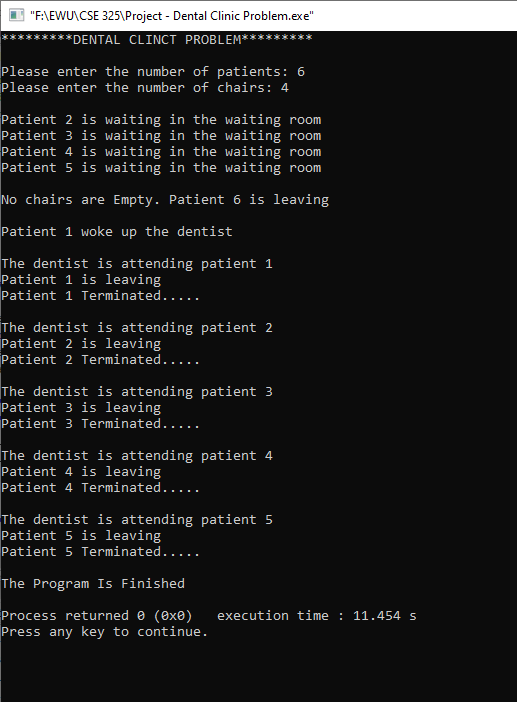 "F:\EWU\CSE 325\Project - Dental Clinic Problem.exe"
*********DENTAL CLINCT PROBLEM*********
Please enter the number of patients: 6
Please enter the number of chairs: 4
Patient 2 is waiting in the waiting room
Patient 3 is waiting in the waiting room
Patient 4 is waiting in the waiting room
Patient 5 is waiting in the waiting room
No chairs are Empty. Patient 6 is leaving
Patient 1 woke up the dentist
The dentist is attending patient 1
Patient 1 is leaving
Patient 1 Terminated.....
The dentist is attending patient 2
Patient 2 is leaving
Patient 2 Terminated.....
The dentist is attending patient 3
Patient 3 is leaving
Patient 3 Terminated.....
The dentist is attending patient 4
Patient 4 is leaving
Patient 4 Terminated.....
The dentist is attending patient 5
Patient 5 is leaving
Patient 5 Terminated.....
The Program Is Finished
Process returned 0 (0x0)   execution time : 11.454 s
Press any key to continue.